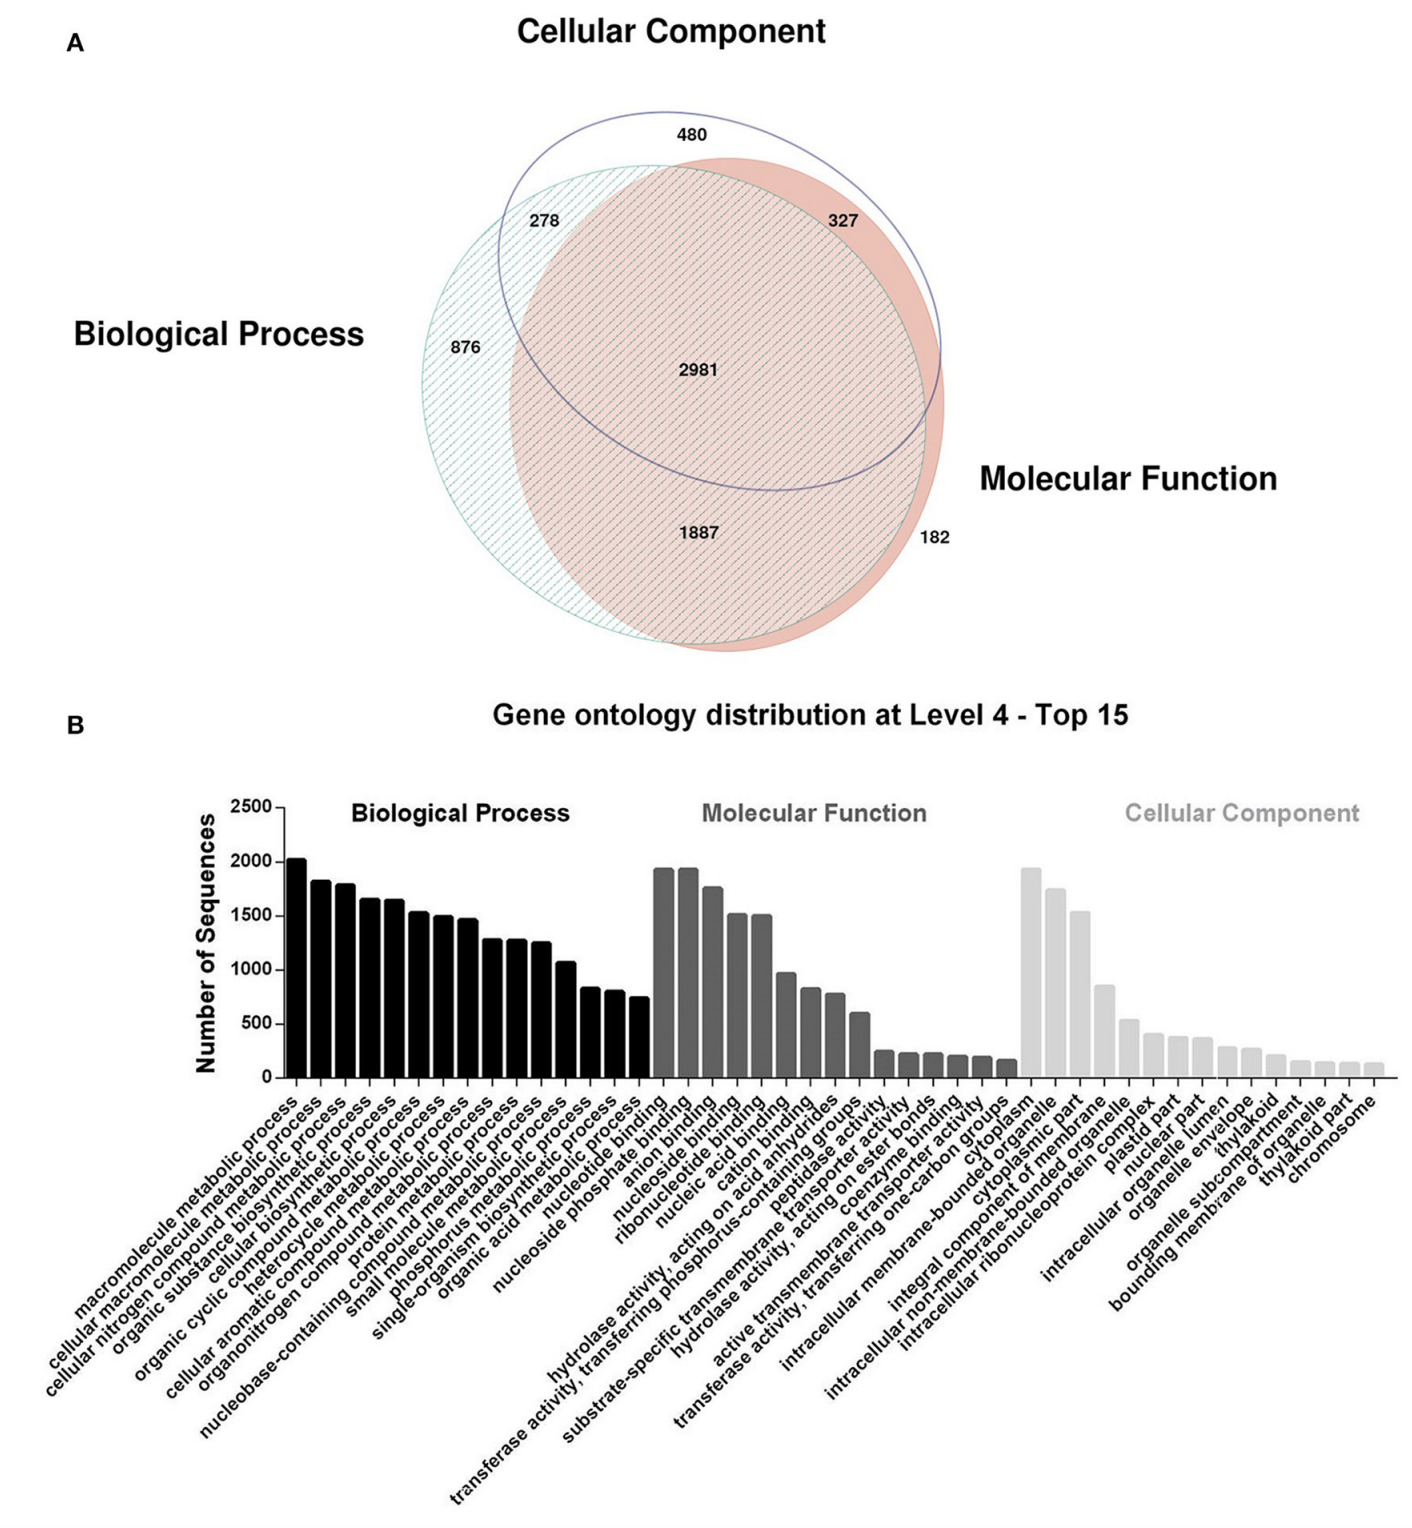 A
Cellular Component
480
278
327
Biological Process
876
2981
Molecular Function
1887
182
B
Gene ontology distribution at Level 4 - Top 15
Number of Sequences
2500
2000
1500
1000
500
0
Biological Process
Molecular Function
Cellular Component
macromolecule metabolic process
cellular macromolecule metabolic process
cellular nitrogen compound metabolic process
organic substance biosynthetic process
cellular biosynthetic process
organic cyclic compound metabolic process
heterocycle metabolic process
cellular aromatic compound metabolic process
organonitrogen compound metabolic process
protein metabolic process
nucleobase-containing compound metabolic process
small molecule metabolic process
phosphorus metabolic process
single-organism biosynthetic process
organic acid metabolic process
nucleotide binding
nucleoside phosphate binding
anion binding
nucleoside binding
ribonucleotide binding
nucleic acid binding
cation binding
hydrolase activity, acting on acid anhydrides
transferase activity, transferring phosphorus-containing groups
peptidase activity
substrate-specific transmembrane transporter activity
hydrolase activity, acting on ester bonds
coenzyme binding
active transmembrane transporter activity
transferase activity, transferring one-carbon groups
cytoplasm
intracellular membrane-bounded organelle
cytoplasmic part
integral component of membrane
intracellular non-membrane-bounded organelle
intracellular ribonucleoprotein complex
plastid part
nuclear part
intracellular organelle lumen
organelle envelope
thylakoid
organelle subcompartment
bounding membrane of organelle
thylakoid part
chromosome